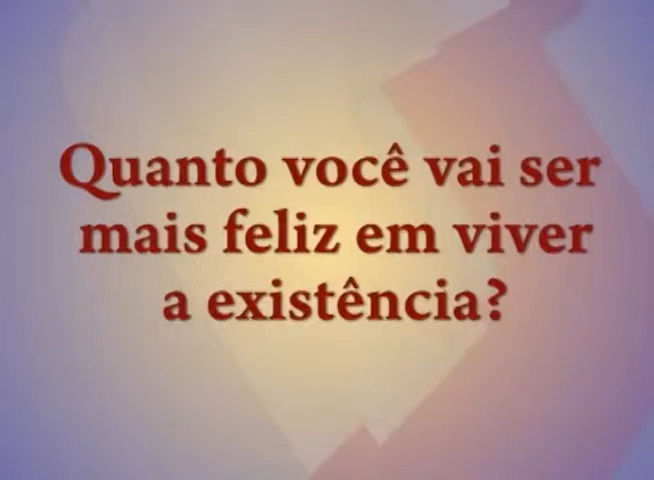 Quanto você vai ser
mais feliz em viver
a existência?